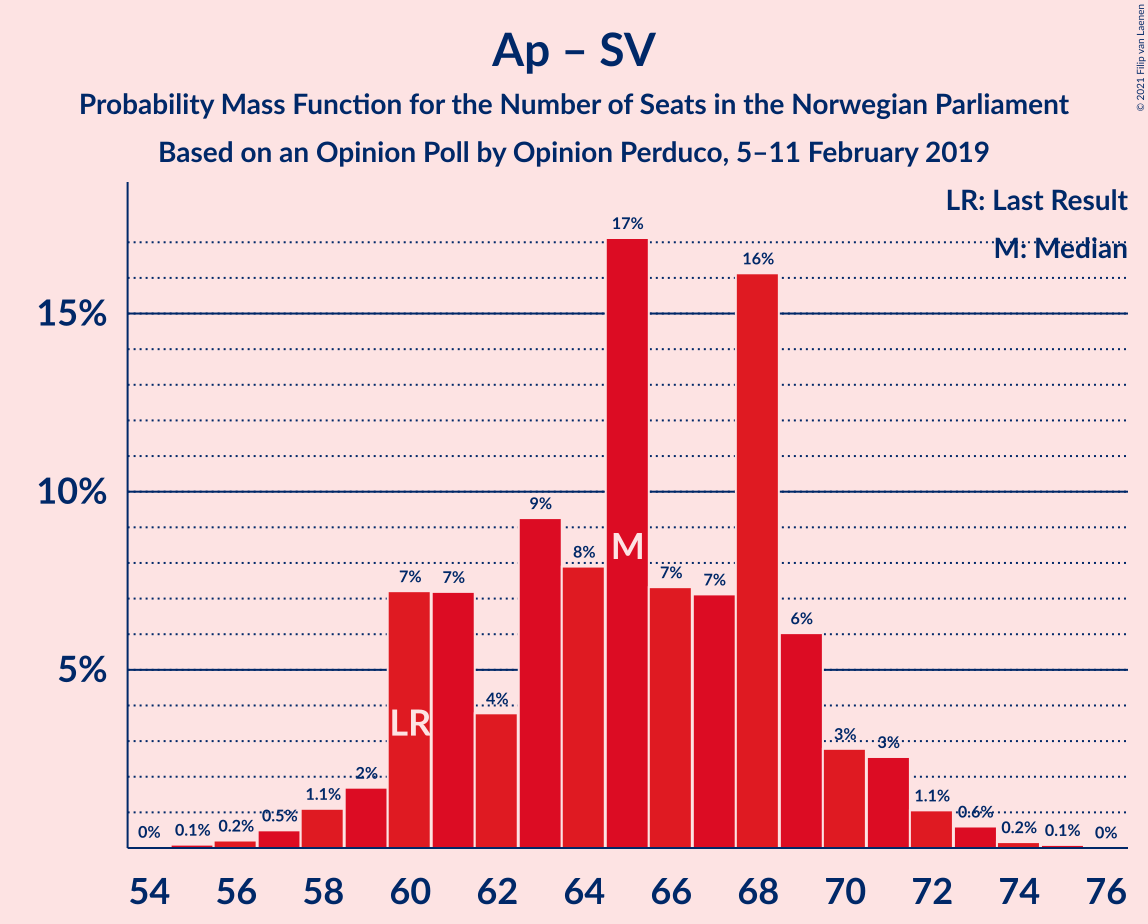 Ap – SV
Probability Mass Function for the Number of Seats in the Norwegian Parliament
Based on an Opinion Poll by Opinion Perduco, 5–11 February 2019
© 2021 Filip van Laenen
LR: Last Result
M: Median
15%
10%
5%
0%
0.1%
0.2%
0.5%
1.1%
2%
7%
7%
4%
9%
8%
17%
7%
7%
16%
6%
3%
3%
1.1%
0.6%
0.2%
0.1%
0%
LR
M
54 56 58 60 62 64 66 68 70 72 74 76